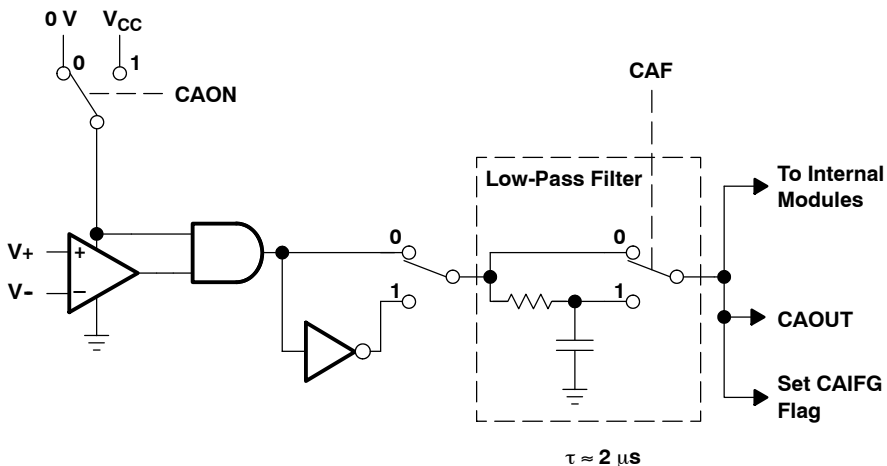 0 V
VCC
0
1
CAON
CAF
Low-Pass Filter
To Internal
Modules
V+
+
V−
−
0
1
0
1
CAOUT
Set CAIFG
Flag
τ ≈ 2 μs